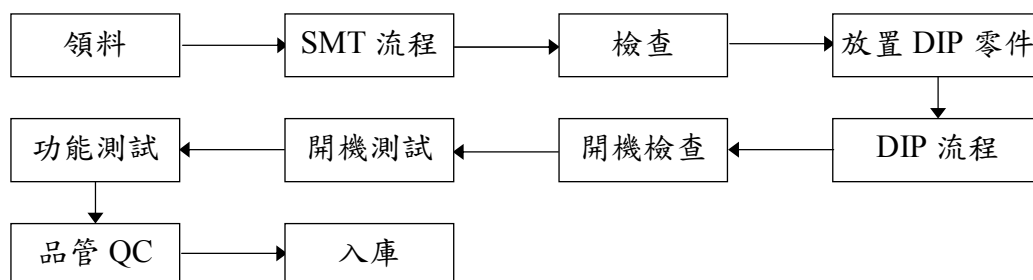 領料
SMT 流程
檢查
放置 DIP 零件
DIP 流程
開機檢查
開機測試
功能測試
品管 QC
入庫